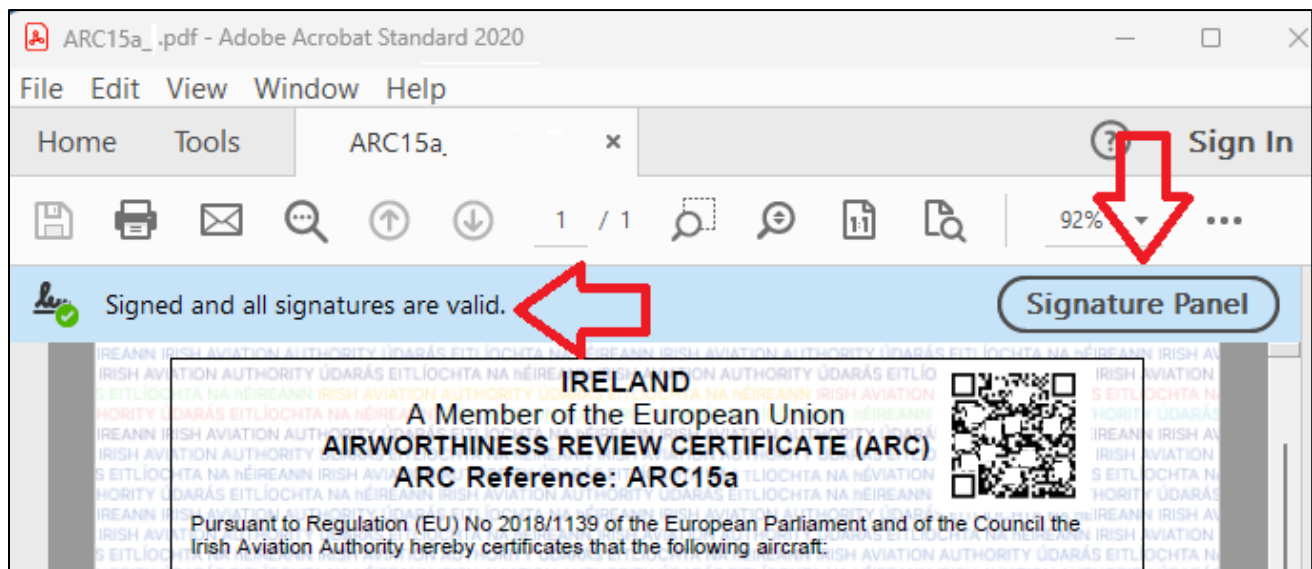 ARC15a_ .pdf - Adobe Acrobat Standard 2020
File Edit View Window Help
Home Tools ARC15a_ × ? Sign In
1 / 1 1:1 92%
Signed and all signatures are valid. Signature Panel
IRELAND
A Member of the European Union
AIRWORTHINESS REVIEW CERTIFICATE (ARC)
ARC Reference: ARC15a
Pursuant to Regulation (EU) No 2018/1139 of the European Parliament and of the Council the
Irish Aviation Authority hereby certificates that the following aircraft: